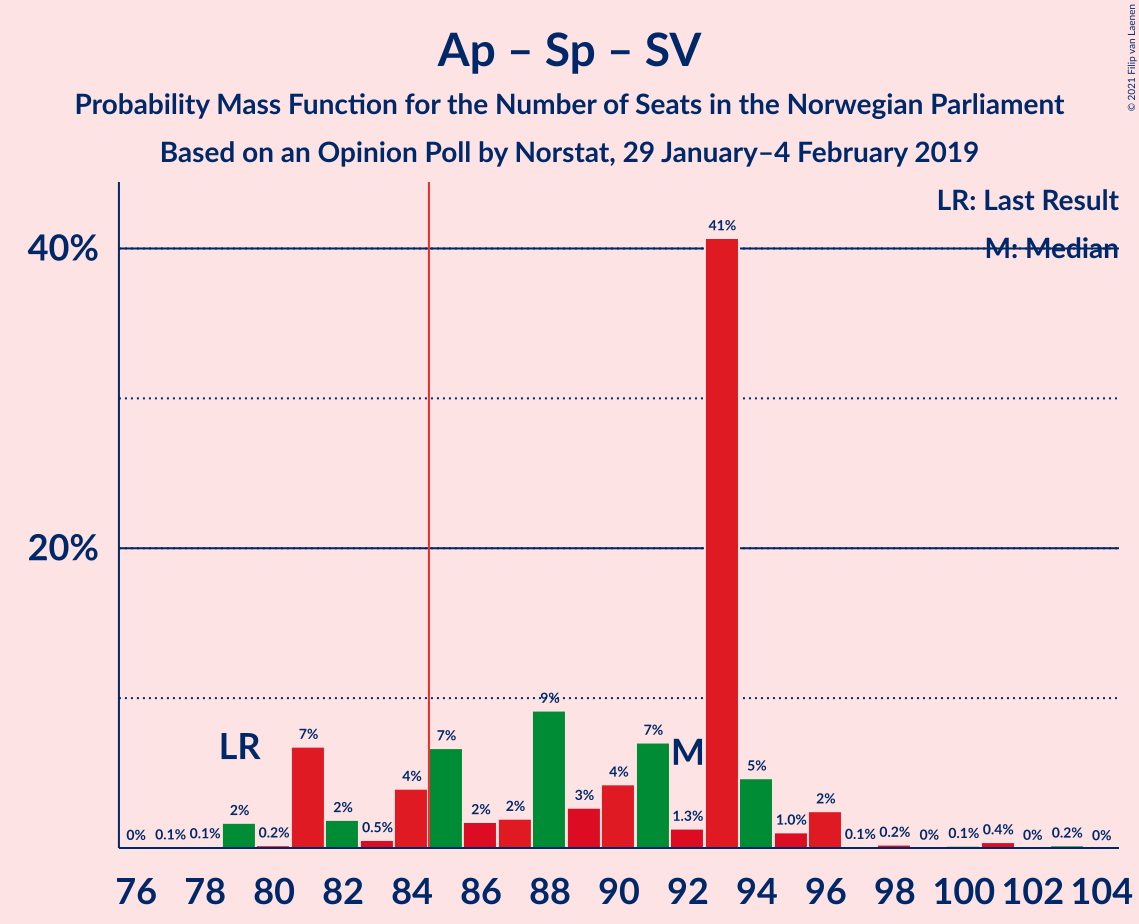 Ap – Sp – SV
Probability Mass Function for the Number of Seats in the Norwegian Parliament
Based on an Opinion Poll by Norstat, 29 January–4 February 2019
© 2021 Filip van Laenen
LR: Last Result
M: Median
40%
20%
LR
M
0% 0.1% 0.1% 2% 0.2% 7% 2% 0.5% 4% 7% 2% 2% 9% 3% 4% 7% 1.3% 41% 5% 1.0% 2% 0.1% 0.2% 0% 0.1% 0.4% 0% 0.2% 0%
76 78 80 82 84 86 88 90 92 94 96 98 100 102 104